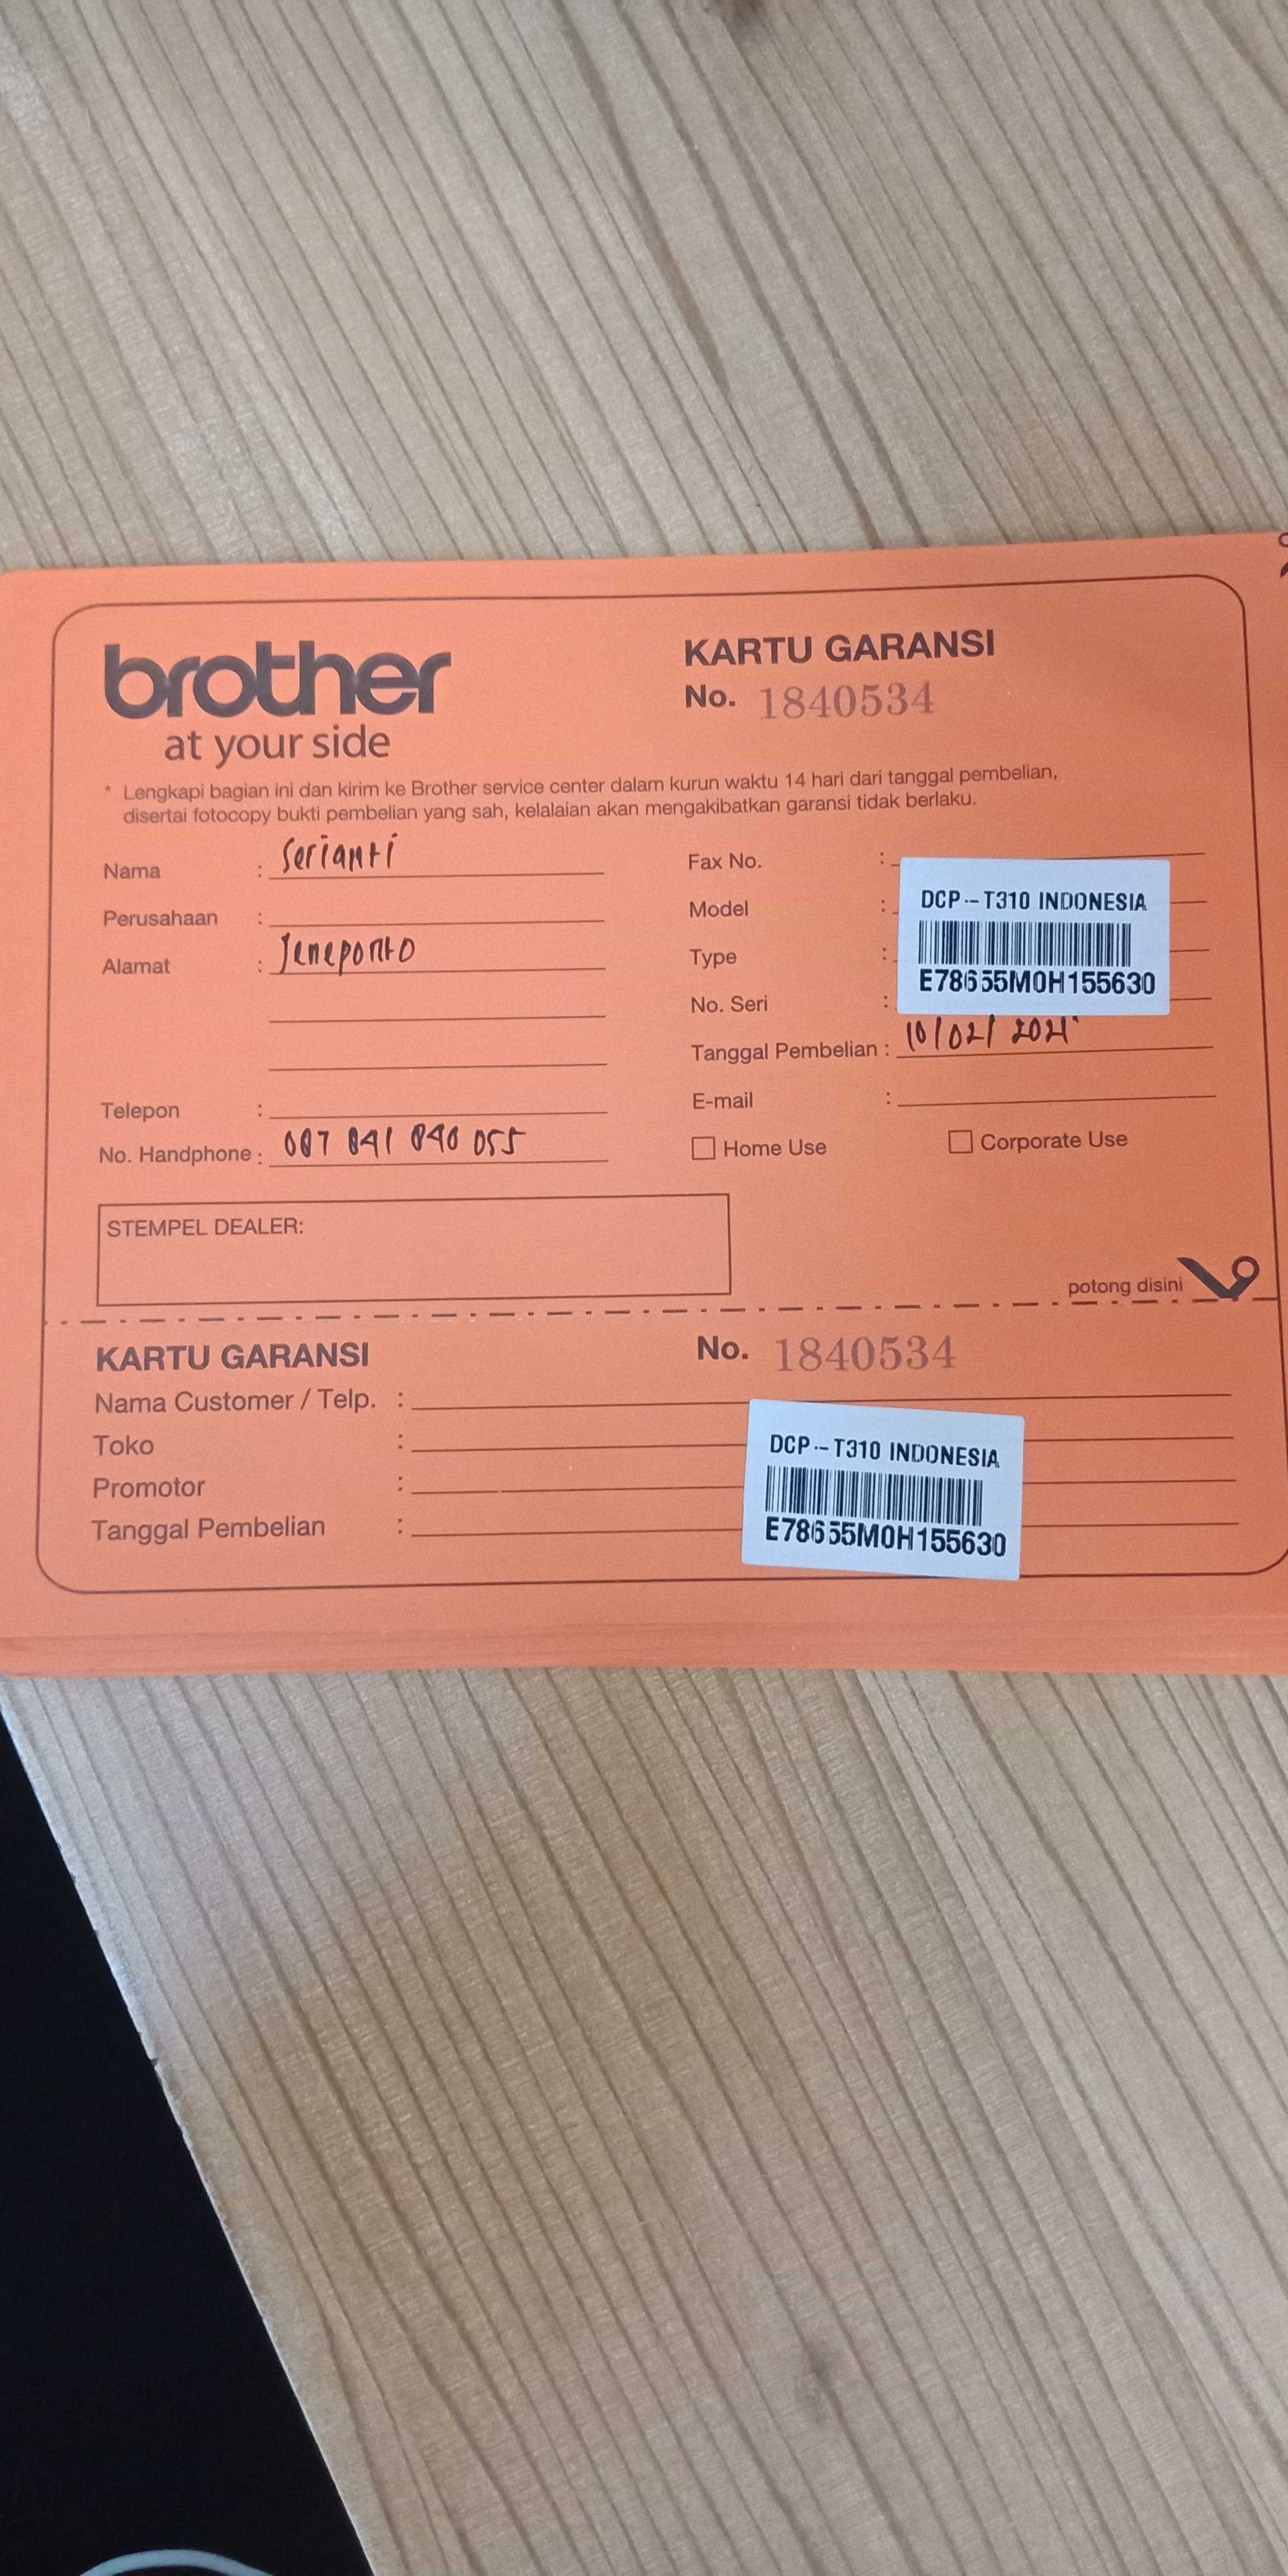 brother
at your side
KARTU GARANSI
No. 1840534
* Lengkapi bagian ini dan kirim ke Brother service center dalam kurun waktu 14 hari dari tanggal pembelian,
disertai fotocopy bukti pembelian yang sah, kelalaian akan mengakibatkan garansi tidak berlaku.
Nama : Serianti
Perusahaan :
Alamat : Jeneponto
Telepon :
No. Handphone : 087 841 840 055
Fax No. :
Model :
Type :
No. Seri :
DCP-T310 INDONESIA
E78655M0H155630
Tanggal Pembelian : 10/02/2021
E-mail :
Home Use
Corporate Use
STEMPEL DEALER:
potong disini
KARTU GARANSI
No. 1840534
Nama Customer / Telp. :
Toko :
Promotor :
Tanggal Pembelian :
DCP-T310 INDONESIA
E78655M0H155630